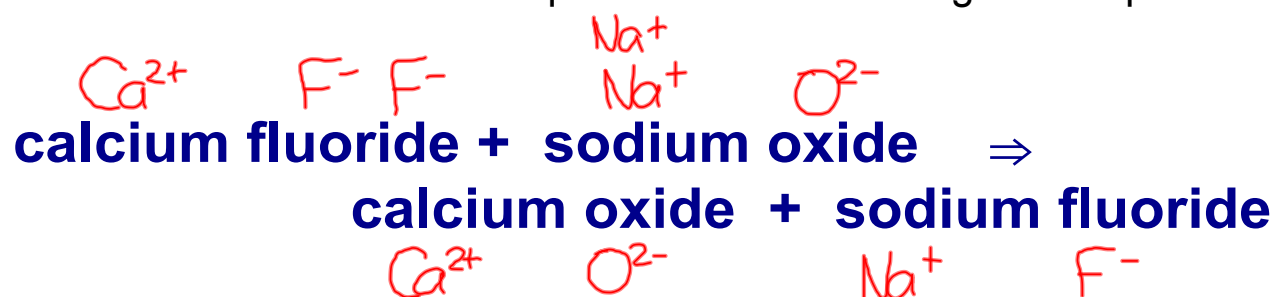 Na⁺
Ca²⁺ F⁻ F⁻ Na⁺ O²⁻
calcium fluoride + sodium oxide ⇒
calcium oxide + sodium fluoride
Ca²⁺ O²⁻ Na⁺ F⁻